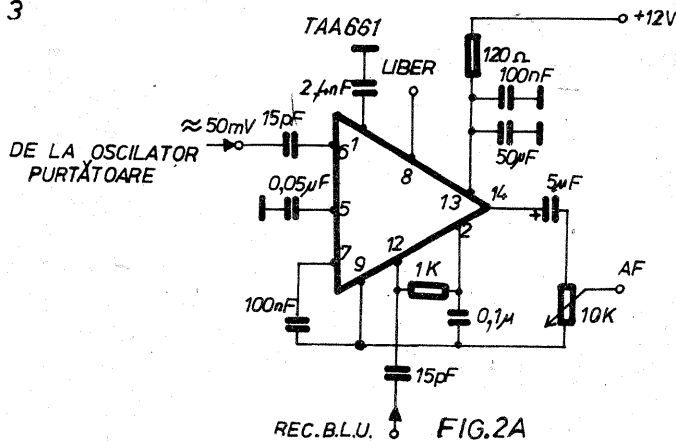 3
TAA661
+12V
120Ω
100nF
50µF
2,4nF
LIBER
≈50mV
15pF
DE LA OSCILATOR
PURTĂTOARE
6
1
8
13
14
0,05µF
5
5µF
+
7
9
12
2
1K
AF
10K
100nF
0,1µ
15pF
REC.B.L.U.
FIG.2A